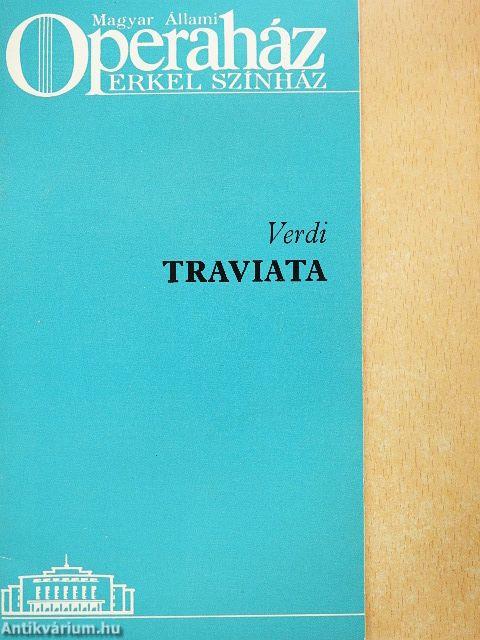 Magyar Állami
Operaház
ERKEL SZÍNHÁZ
Verdi
TRAVIATA
Antikvárium.hu